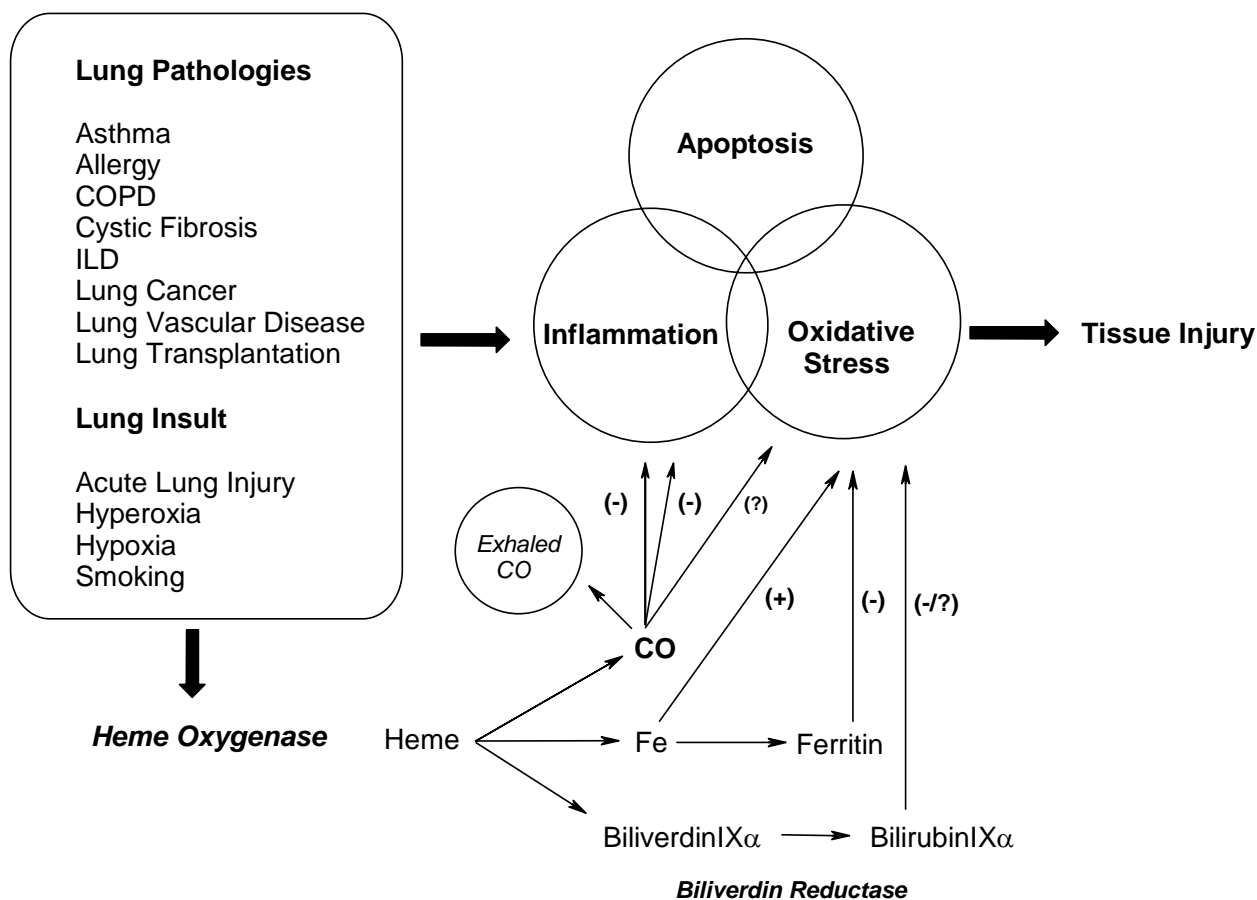 Lung Pathologies
Asthma
Allergy
COPD
Cystic Fibrosis
ILD
Lung Cancer
Lung Vascular Disease
Lung Transplantation
Lung Insult
Acute Lung Injury
Hyperoxia
Hypoxia
Smoking
Heme Oxygenase
Apoptosis
Inflammation
Oxidative
Stress
Tissue Injury
(-)
(-)
(?)
(+)
(-)
(-/?)
Exhaled
CO
CO
Heme
Fe
Ferritin
BiliverdinIXα
BilirubinIXα
Biliverdin Reductase